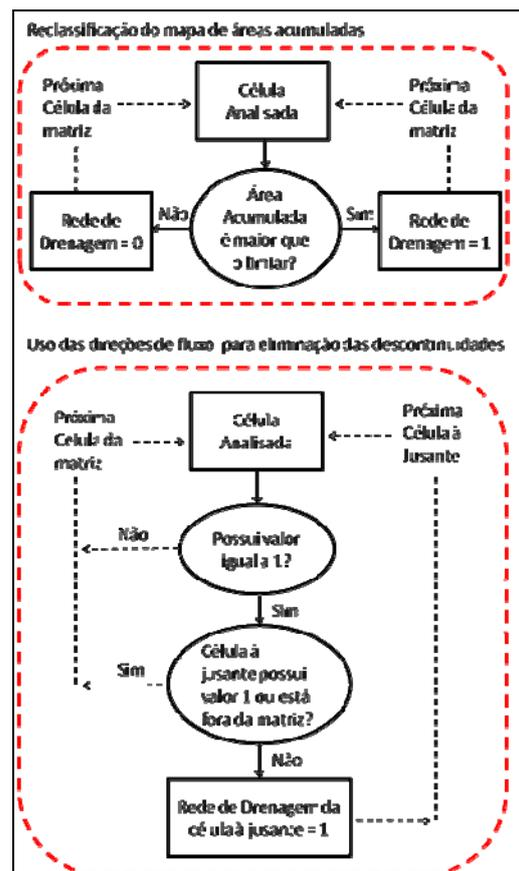 Reclassificação do mapa de áreas acumuladas
Próxima
Célula da
matriz
Célula
Analisada
Próxima
Célula da
matriz
Rede de
Drenagem = 0
Não
Área
Acumulada
é maior que
o limiar?
Sim
Rede de
Drenagem = 1
Uso das direções de fluxo para eliminação das descontinuidades
Próxima
Célula da
matriz
Célula
Analisada
Próxima
Célula à
Jusante
Não
Possui valor
igual a 1?
Sim
Sim
Célula à
jusante possui
valor 1 ou está
fora da matriz?
Não
Rede de Drenagem da
célula à jusante = 1